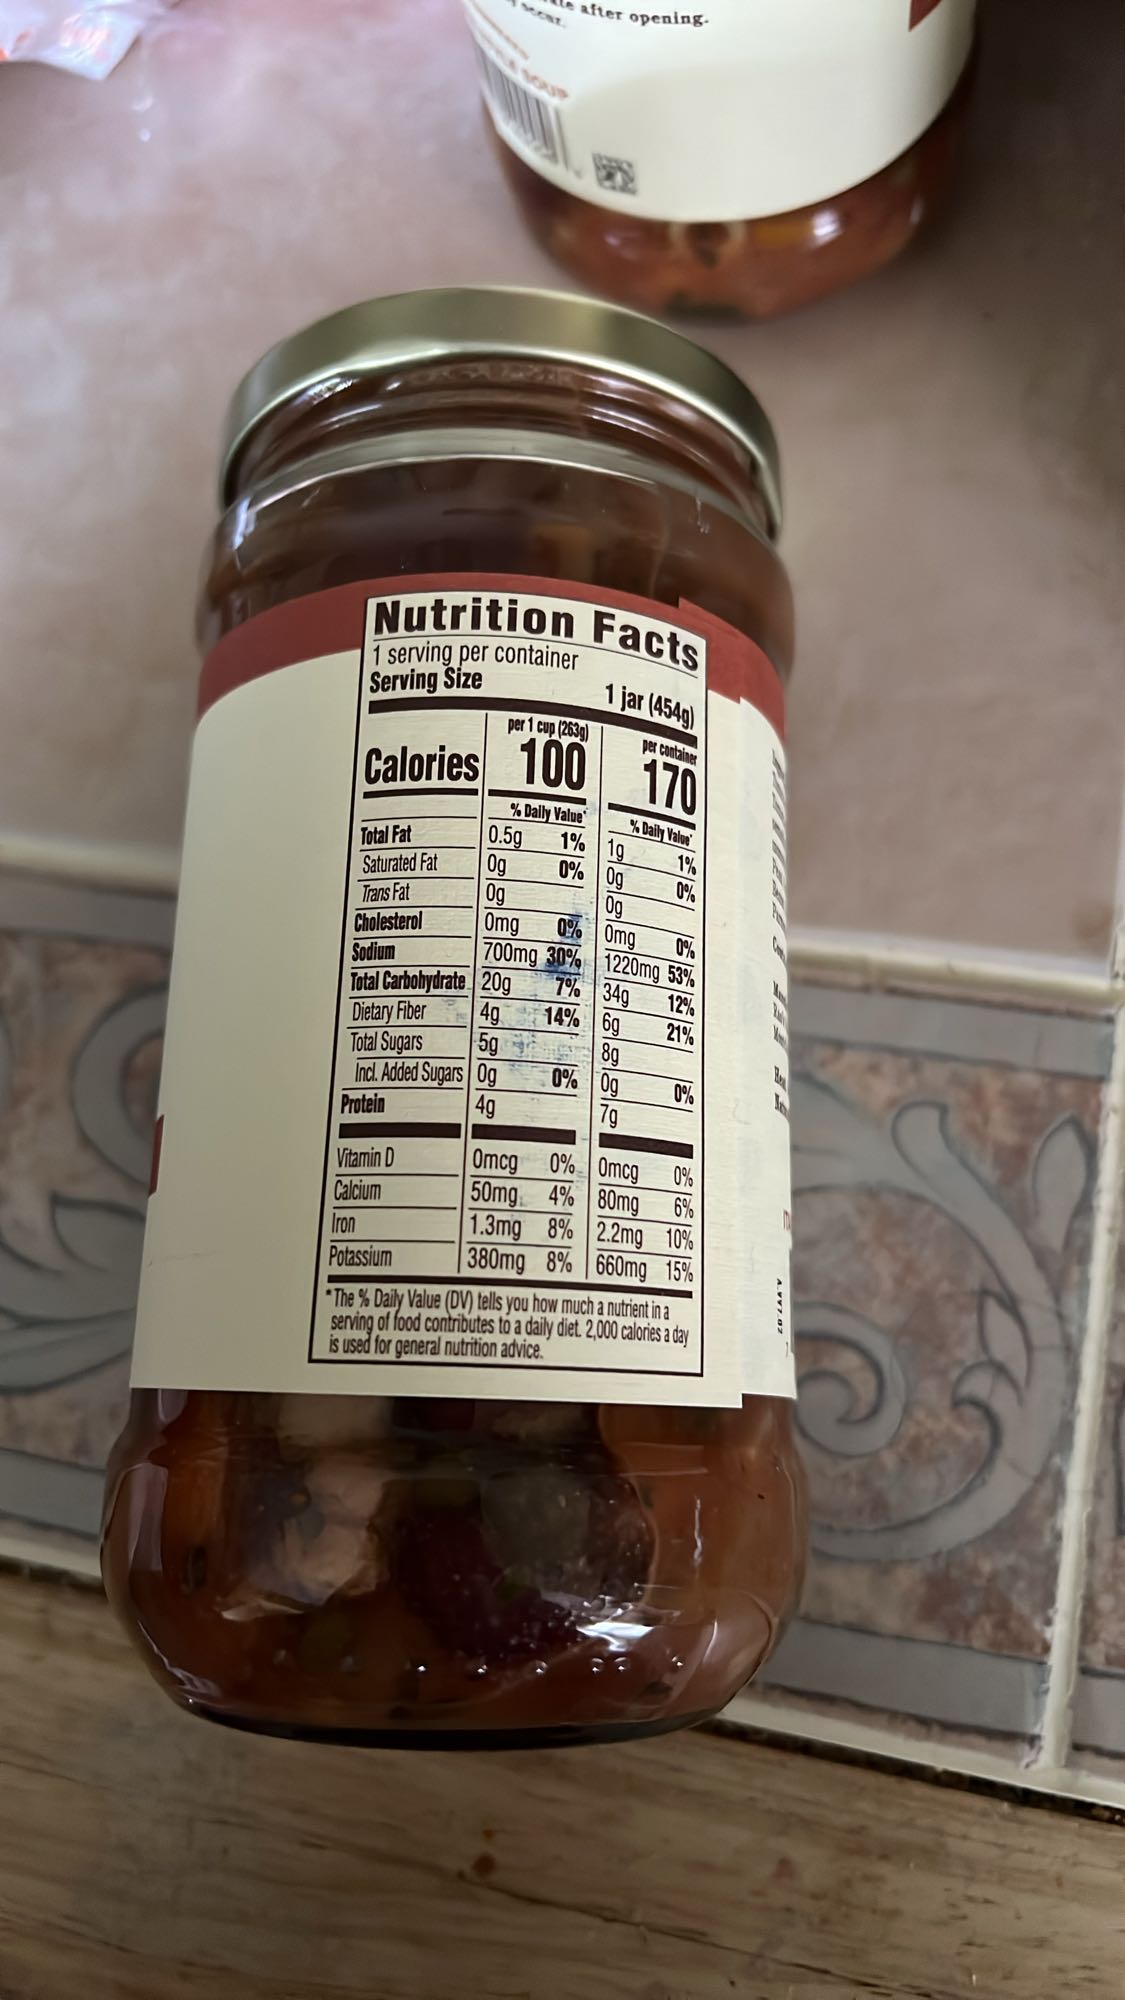 after opening.
SOUP
Nutrition Facts
1 serving per container
Serving Size 1 jar (454g)
per 1 cup (263g) per container
Calories 100 170
% Daily Value* % Daily Value*
Total Fat 0.5g 1% 1g 1%
Saturated Fat 0g 0% 0g 0%
Trans Fat 0g 0g
Cholesterol 0mg 0% 0mg 0%
Sodium 700mg 30% 1220mg 53%
Total Carbohydrate 20g 7% 34g 12%
Dietary Fiber 4g 14% 6g 21%
Total Sugars 5g 8g
Incl. Added Sugars 0g 0% 0g 0%
Protein 4g 7g
Vitamin D 0mcg 0% 0mcg 0%
Calcium 50mg 4% 80mg 6%
Iron 1.3mg 8% 2.2mg 10%
Potassium 380mg 8% 660mg 15%
*The % Daily Value (DV) tells you how much a nutrient in a
serving of food contributes to a daily diet. 2,000 calories a day
is used for general nutrition advice.